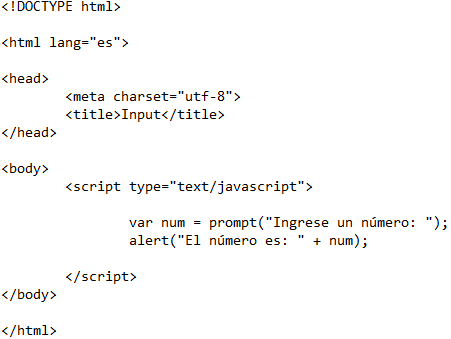 <!DOCTYPE html>
<html lang="es">
<head>
<meta charset="utf-8">
<title>Input</title>
</head>
<body>
<script type="text/javascript">
var num = prompt("Ingrese un número: ");
alert("El número es: " + num);
</script>
</body>
</html>